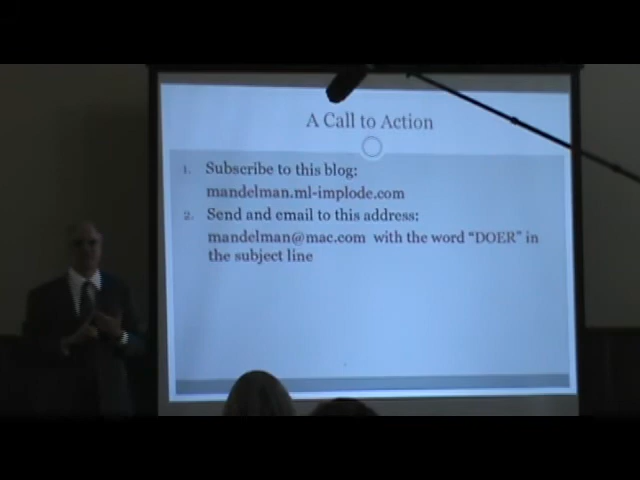 A Call to Action
1. Subscribe to this blog:
mandelman.ml-implode.com
2. Send and email to this address:
mandelman@mac.com with the word "DOER" in
the subject line